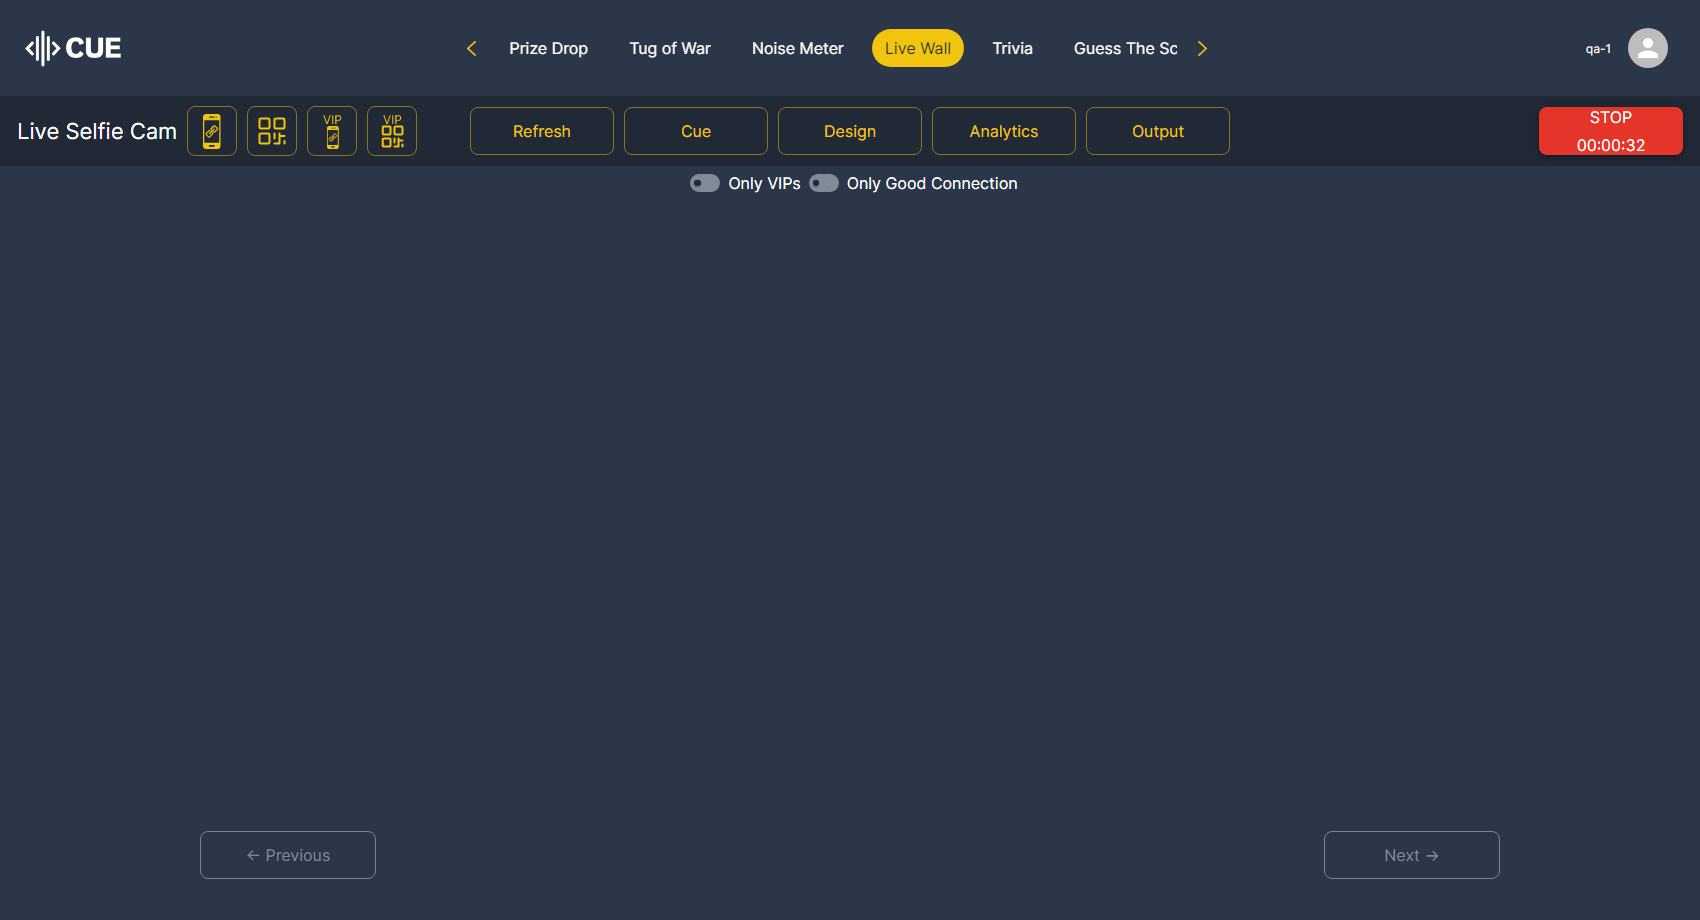 CUE
Prize Drop
Tug of War
Noise Meter
Live Wall
Trivia
Guess The Sc
qa-1
Live Selfie Cam
VIP
VIP
Refresh
Cue
Design
Analytics
Output
STOP
00:00:32
Only VIPs
Only Good Connection
← Previous
Next →